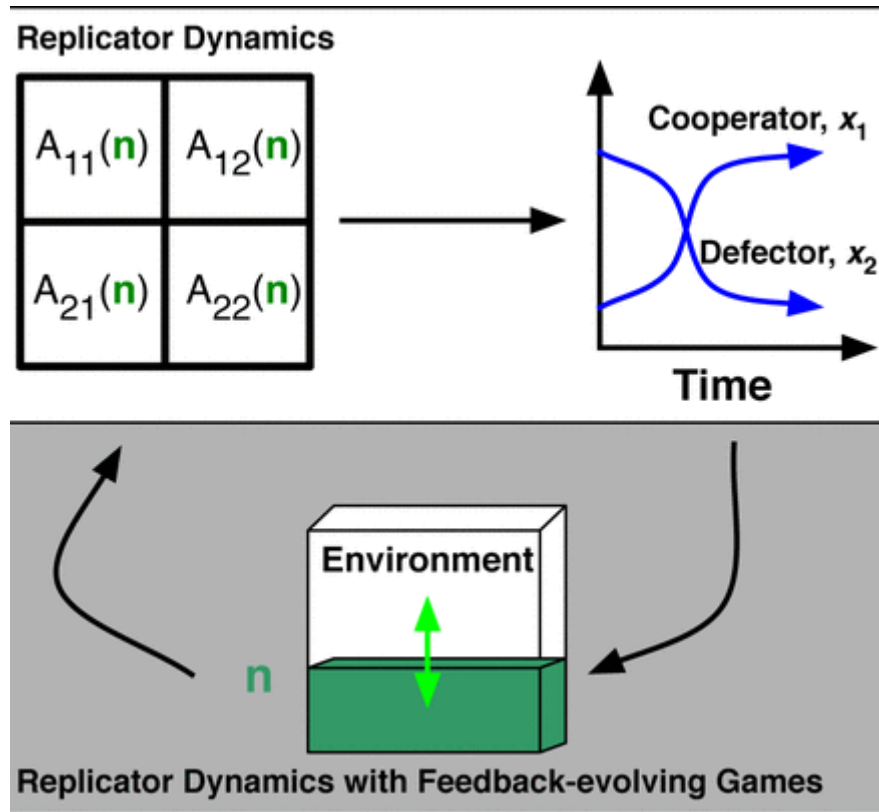 Replicator Dynamics
A₁₁(n) A₁₂(n)
A₂₁(n) A₂₂(n)
Cooperator, x₁
Defector, x₂
Time
Environment
n
Replicator Dynamics with Feedback-evolving Games